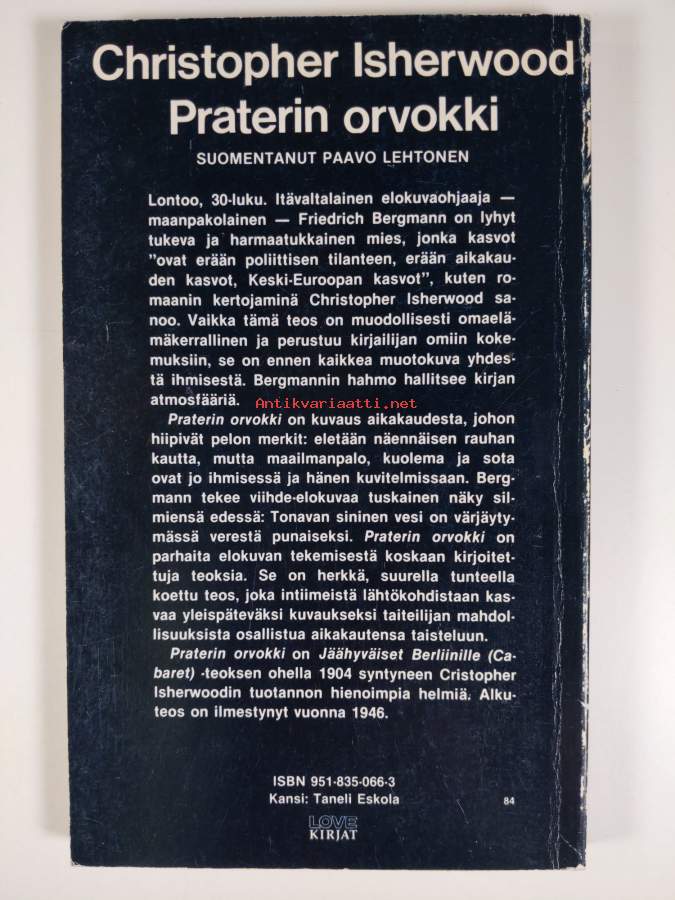 Christopher Isherwood
Praterin orvokki
SUOMENTANUT PAAVO LEHTONEN
Lontoo, 30-luku. Itävaltalainen elokuvaohjaaja —
maanpakolainen — Friedrich Bergmann on lyhyt
tukeva ja harmaatukkainen mies, jonka kasvot
”ovat erään poliittisen tilanteen, erään aikakau-
den kasvot, Keski-Euroopan kasvot”, kuten ro-
maanin kertojaminä Christopher Isherwood sa-
noo. Vaikka tämä teos on muodollisesti omaelä-
mäkerrallinen ja perustuu kirjailijan omiin koke-
muksiin, se on ennen kaikkea muotokuva yhdes-
tä ihmisestä. Bergmannin hahmo hallitsee kirjan
atmosfääriä.
Antikvariaatti.net
Praterin orvokki on kuvaus aikakaudesta, johon
hiipivät pelon merkit: eletään näennäisen rauhan
kautta, mutta maailmanpalo, kuolema ja sota
ovat jo ihmisessä ja hänen kuvitelmissaan. Berg-
mann tekee viihde-elokuvaa tuskainen näky sil-
miensä edessä: Tonavan sininen vesi on värjäyty-
mässä verestä punaiseksi. Praterin orvokki on
parhaita elokuvan tekemisestä koskaan kirjoitet-
tuja teoksia. Se on herkkä, suurella tunteella
koettu teos, joka intiimeistä lähtökohdistaan kas-
vaa yleispäteväksi kuvaukseksi taiteilijan mahdol-
lisuuksista osallistua aikakautensa taisteluun.
Praterin orvokki on Jäähyväiset Berliinille (Ca-
baret) -teoksen ohella 1904 syntyneen Cristopher
Isherwoodin tuotannon hienoimpia helmiä. Alku-
teos on ilmestynyt vuonna 1946.
ISBN 951-835-066-3
Kansi: Taneli Eskola
84
LOVE
KIRJAT